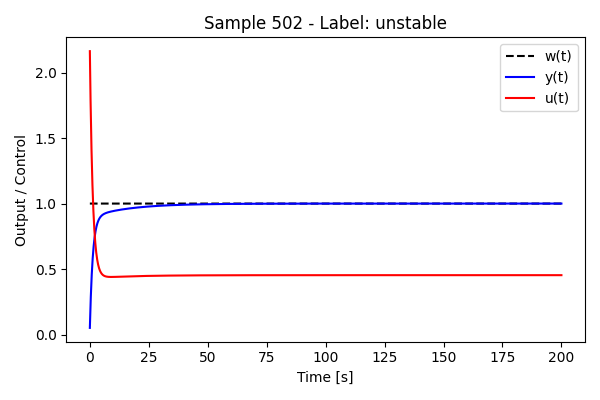 Sample 502 - Label: unstable
w(t)
y(t)
u(t)
Output / Control
2.0
1.5
1.0
0.5
0.0
0 25 50 75 100 125 150 175 200
Time [s]